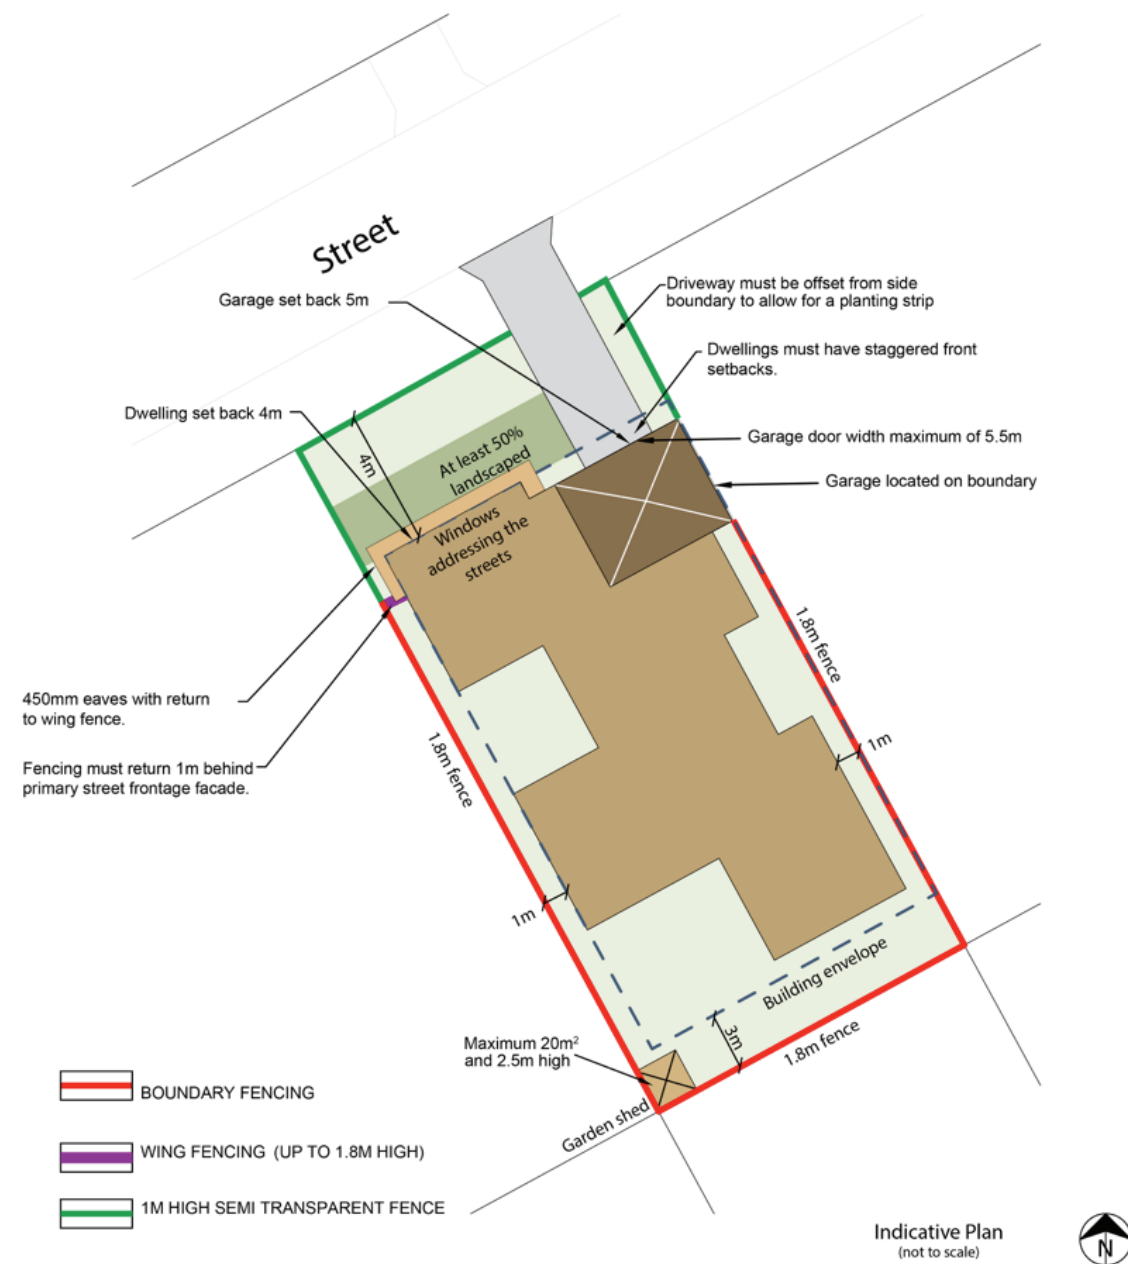 Street
Garage set back 5m
Driveway must be offset from side
boundary to allow for a planting strip
Dwellings must have staggered front
setbacks.
Dwelling set back 4m
4m
At least 50%
landscaped
Garage door width maximum of 5.5m
Garage located on boundary
Windows
addressing the
streets
1.8m fence
450mm eaves with return
to wing fence.
Fencing must return 1m behind
primary street frontage facade.
1.8m fence
1m
1m
Building envelope
3m
1.8m fence
Maximum 20m²
and 2.5m high
Garden shed
BOUNDARY FENCING
WING FENCING (UP TO 1.8M HIGH)
1M HIGH SEMI TRANSPARENT FENCE
Indicative Plan
(not to scale)
N